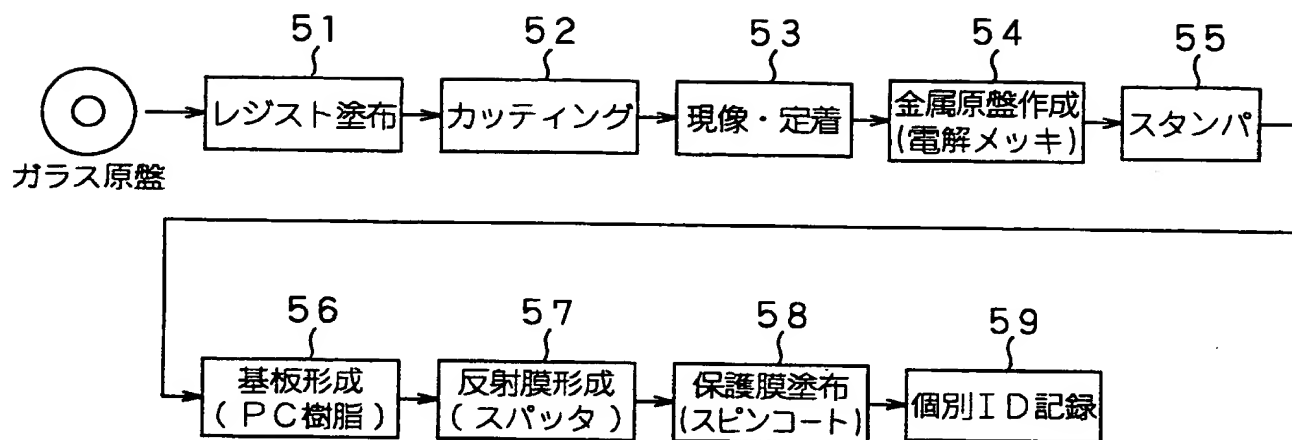 51
52
53
54
55
ガラス原盤
レジスト塗布
カッティング
現像・定着
金属原盤作成
(電解メッキ)
スタンパ
56
57
58
59
基板形成
(PC樹脂)
反射膜形成
(スパッタ)
保護膜塗布
(スピンコート)
個別ID記録